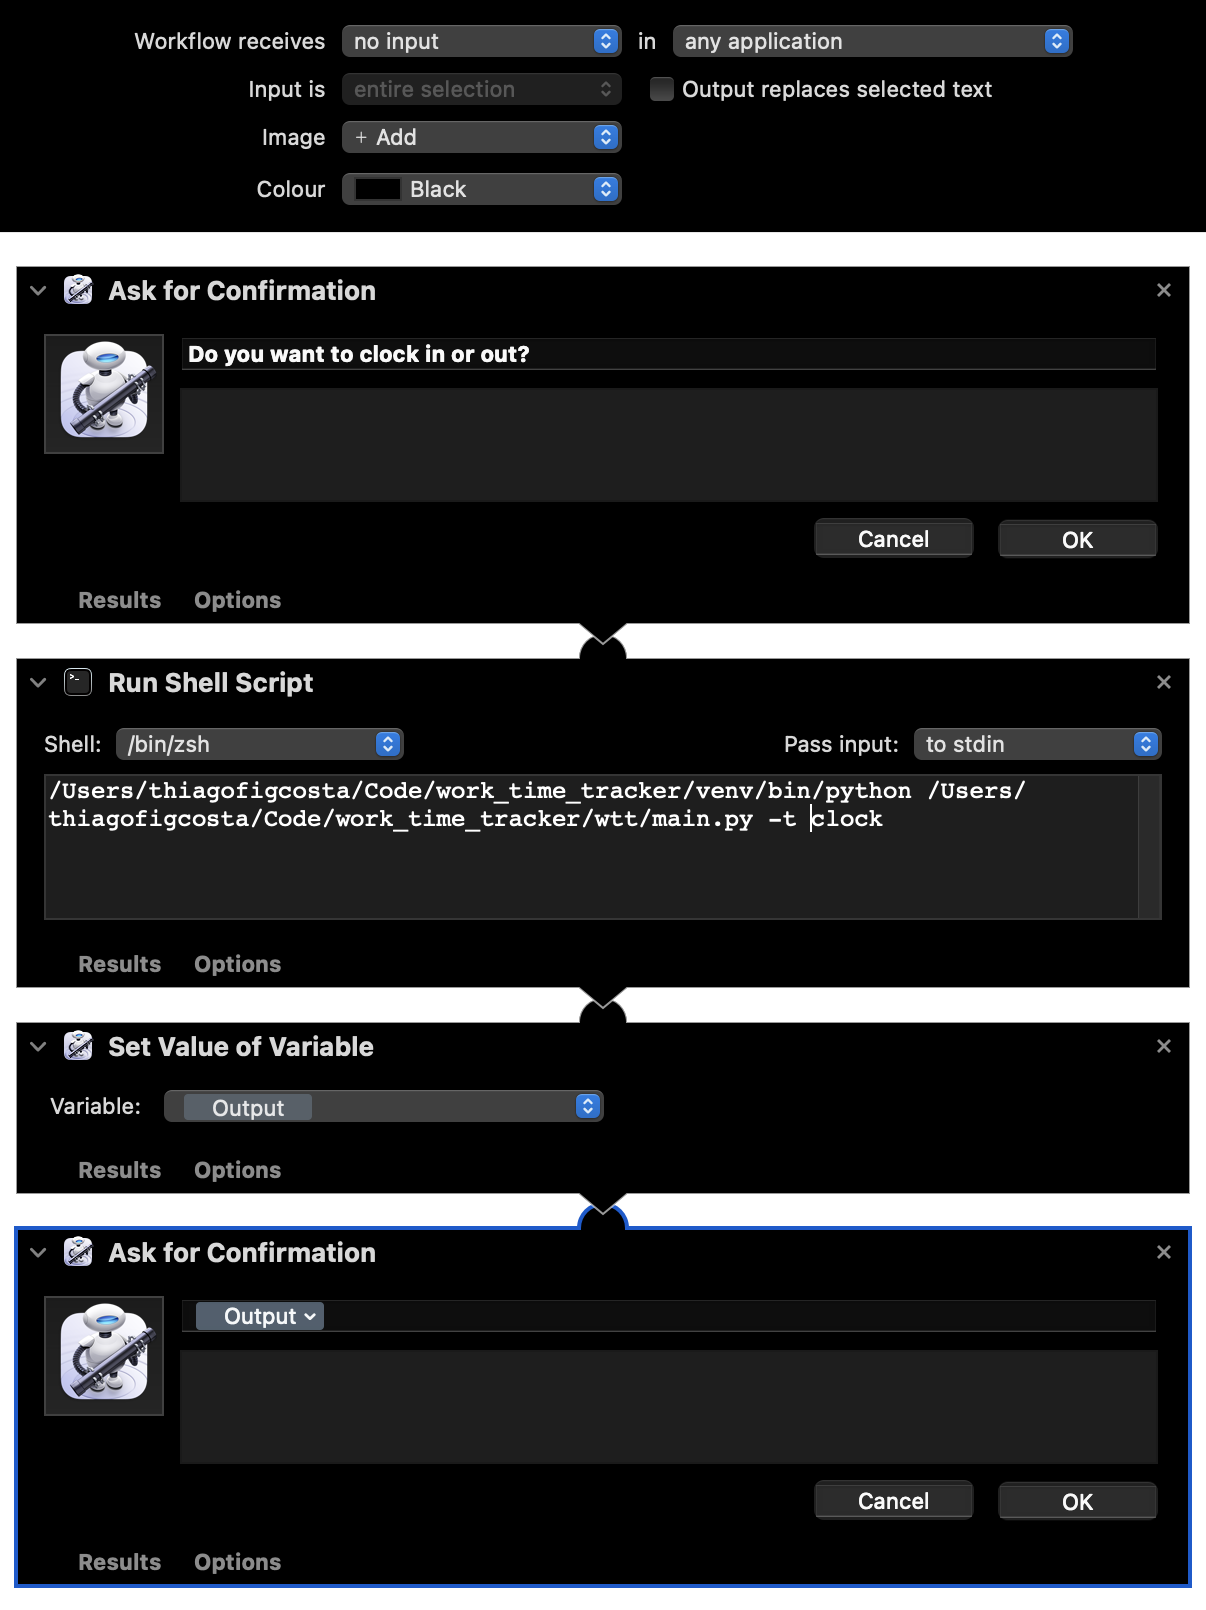 Workflow receives no input in any application
Input is entire selection Output replaces selected text
Image + Add
Colour Black
Ask for Confirmation
Do you want to clock in or out?
Cancel OK
Results Options
Run Shell Script
Shell: /bin/zsh Pass input: to stdin
/Users/thiagofigcosta/Code/work_time_tracker/venv/bin/python /Users/
thiagofigcosta/Code/work_time_tracker/wtt/main.py -t clock
Results Options
Set Value of Variable
Variable: Output
Results Options
Ask for Confirmation
Output
Cancel OK
Results Options